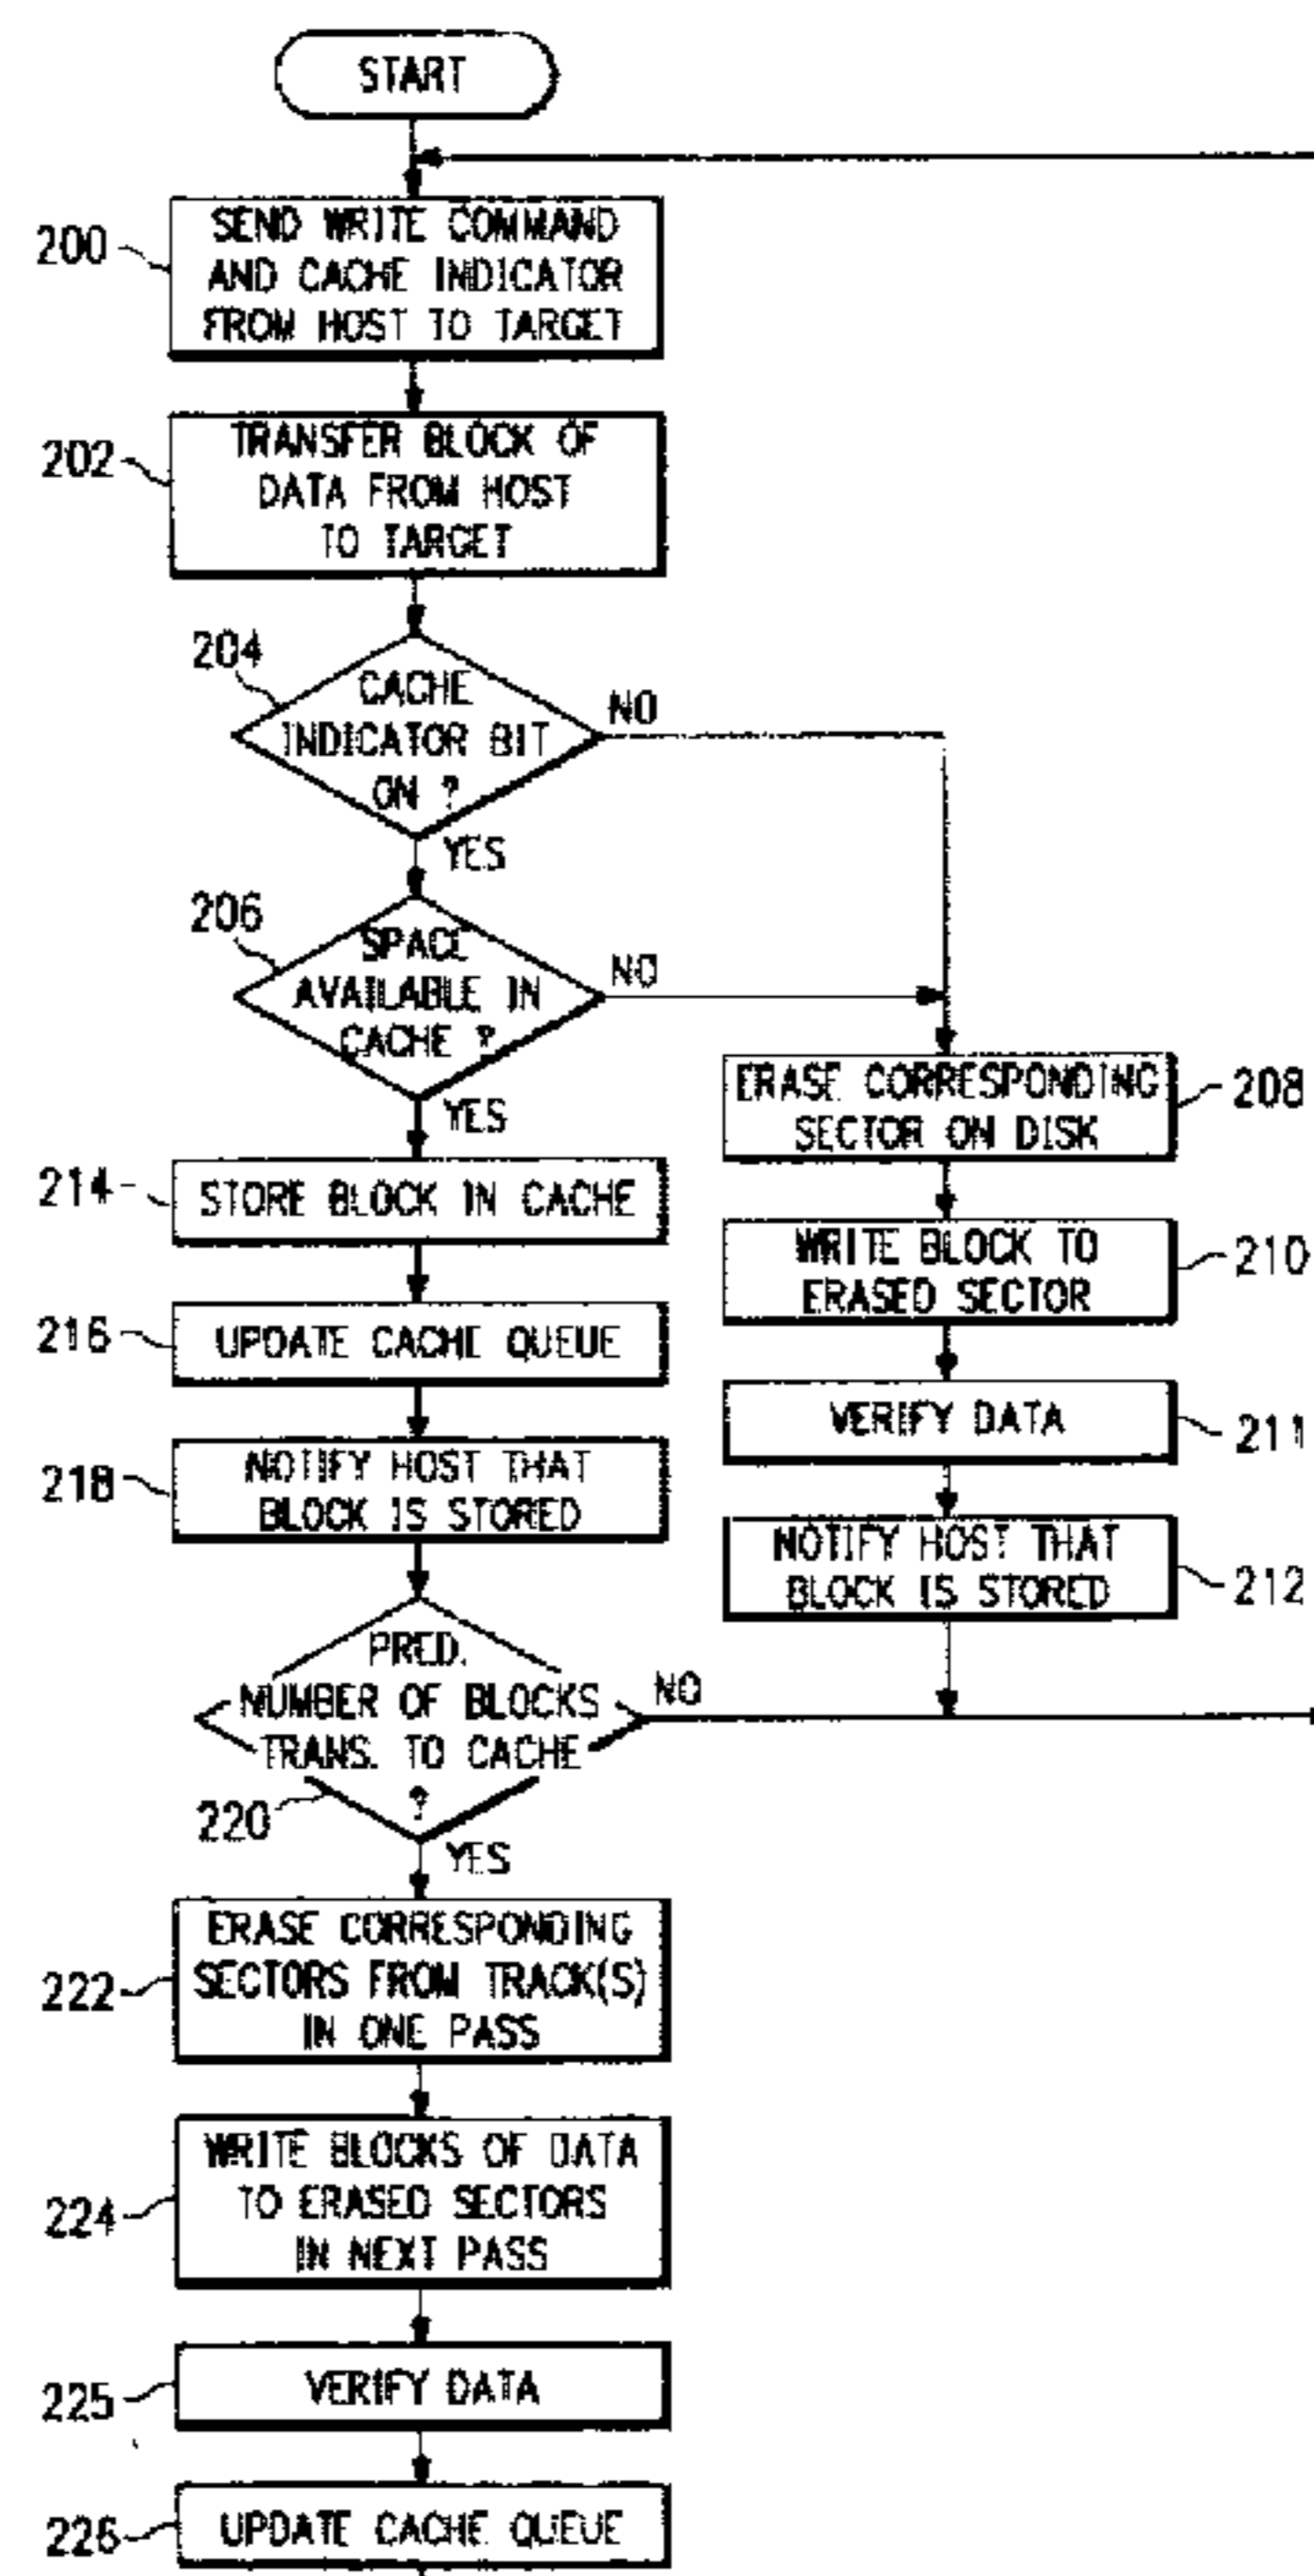 START
200
SEND WRITE COMMAND
AND CACHE INDICATOR
FROM HOST TO TARGET
202
TRANSFER BLOCK OF
DATA FROM HOST
TO TARGET
204
CACHE
INDICATOR BIT
ON ?
NO
YES
206
SPACE
AVAILABLE IN
CACHE ?
NO
YES
208
ERASE CORRESPONDING
SECTOR ON DISK
210
WRITE BLOCK TO
ERASED SECTOR
211
VERIFY DATA
212
NOTIFY HOST THAT
BLOCK IS STORED
214
STORE BLOCK IN CACHE
216
UPDATE CACHE QUEUE
218
NOTIFY HOST THAT
BLOCK IS STORED
PRED.
NUMBER OF BLOCKS
TRANS. TO CACHE
?
220
NO
YES
222
ERASE CORRESPONDING
SECTORS FROM TRACK(S)
IN ONE PASS
224
WRITE BLOCKS OF DATA
TO ERASED SECTORS
IN NEXT PASS
225
VERIFY DATA
226
UPDATE CACHE QUEUE